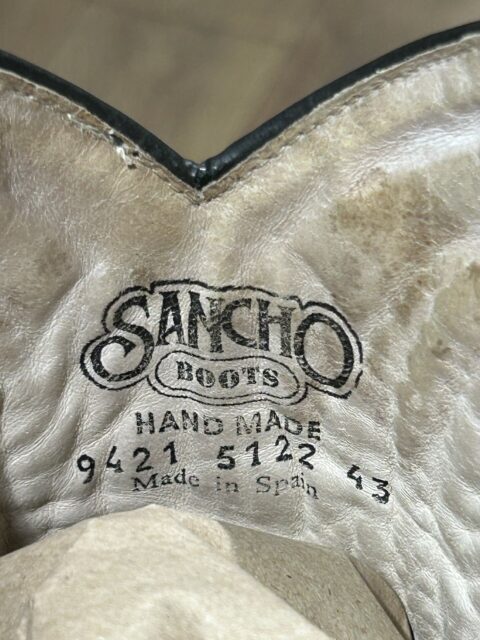 SANCHO
BOOTS
HAND MADE
9421 5122 43
Made in Spain